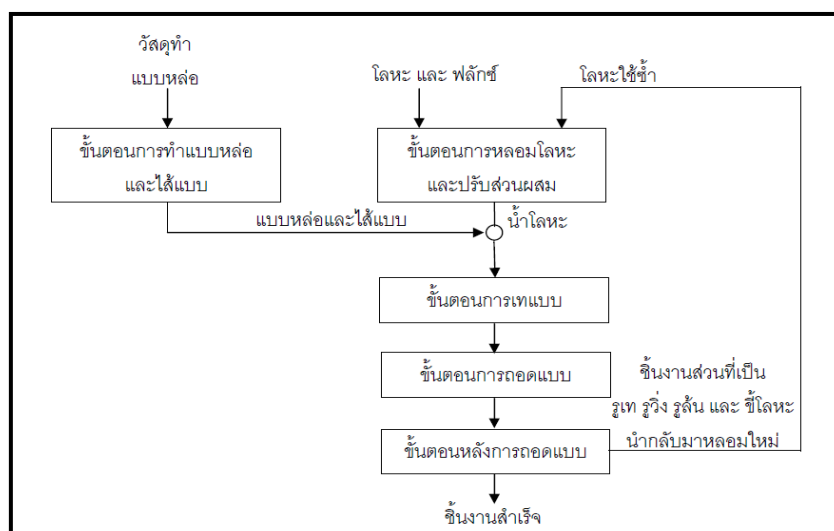 วัสดุทำ
แบบหล่อ
โลหะ และ ฟลักซ์
โลหะใช้ซ้ำ
ขั้นตอนการทำแบบหล่อ
และไส้แบบ
ขั้นตอนการหลอมโลหะ
และปรับส่วนผสม
แบบหล่อและไส้แบบ
น้ำโลหะ
ขั้นตอนการเทแบบ
ขั้นตอนการถอดแบบ
ชิ้นงานส่วนที่เป็น
รูเท รูวิ่ง รูล้น และ ขี้โลหะ
นำกลับมาหลอมใหม่
ขั้นตอนหลังการถอดแบบ
ชิ้นงานสำเร็จ